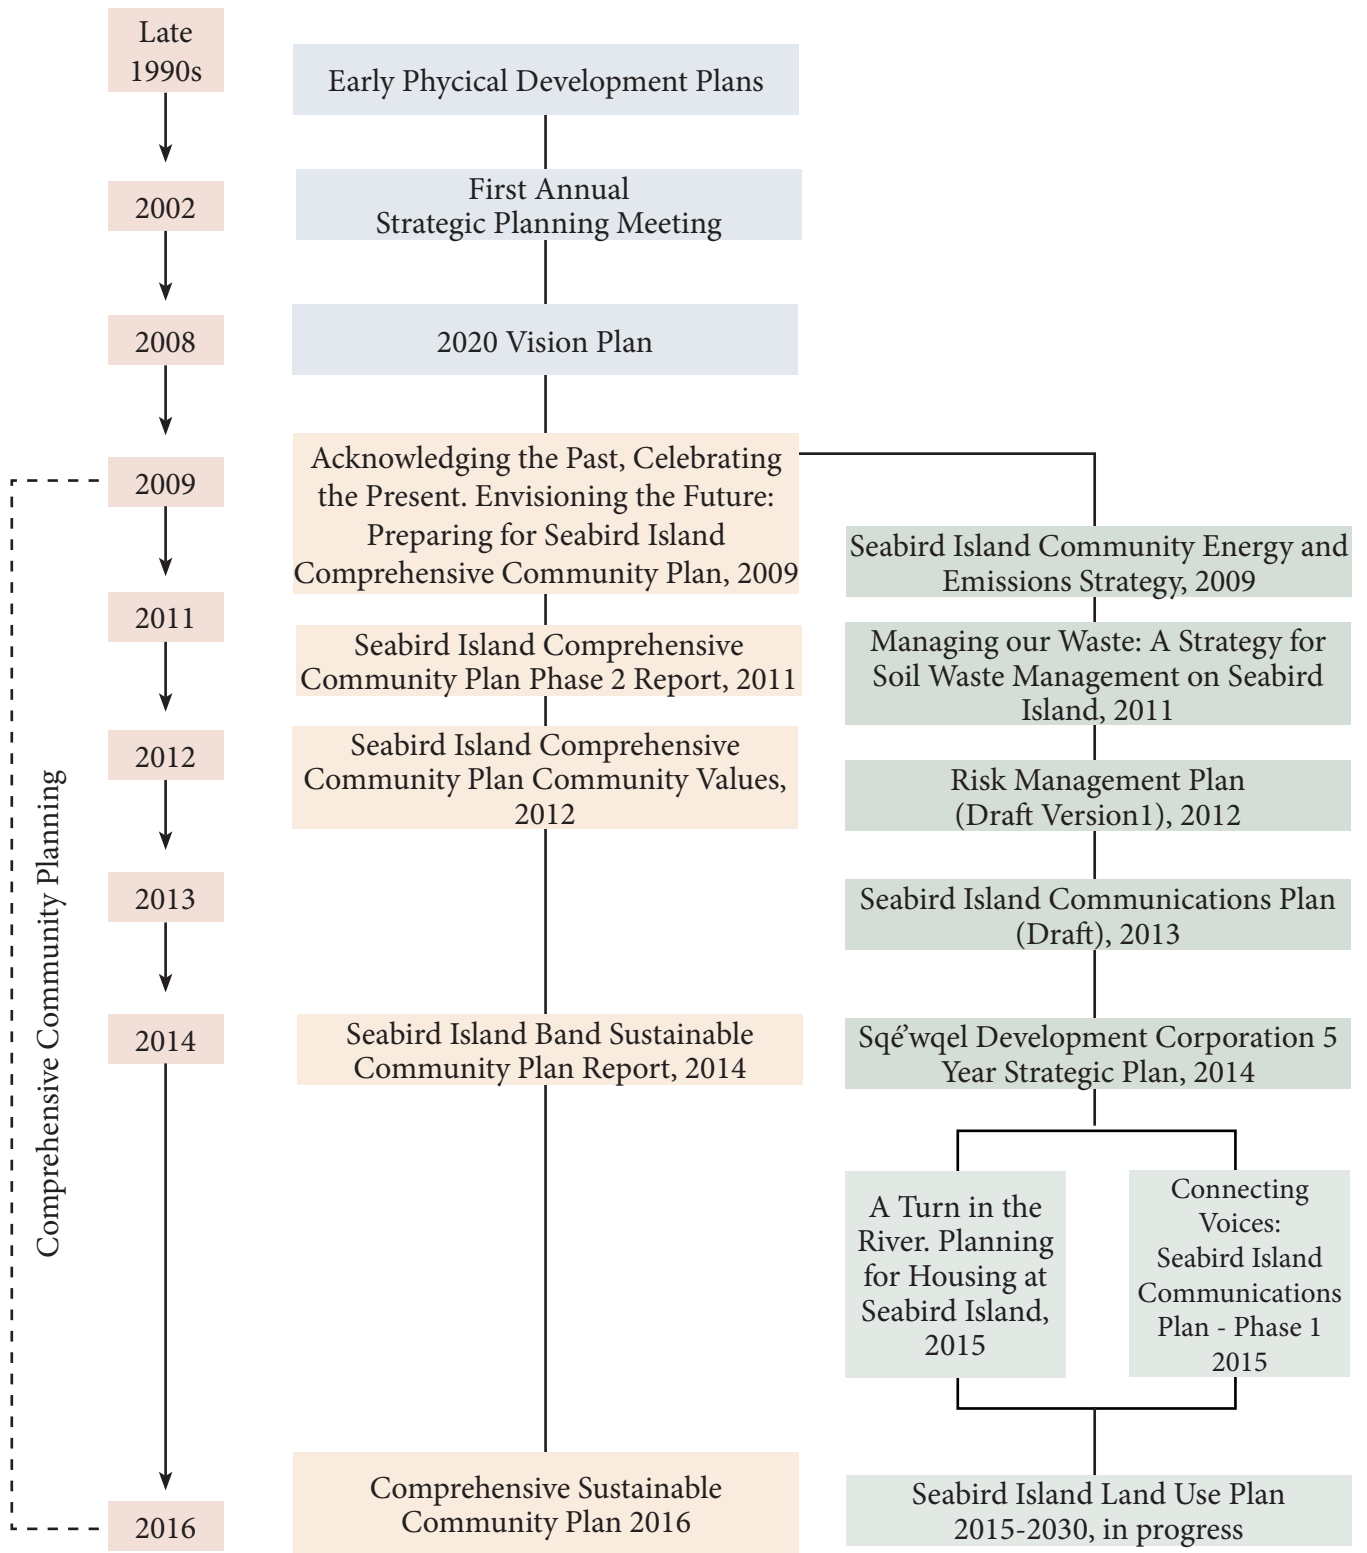 Late
1990s
2002
2008
2009
2011
2012
2013
2014
2016
Comprehensive Community Planning
Early Phycical Development Plans
First Annual
Strategic Planning Meeting
2020 Vision Plan
Acknowledging the Past, Celebrating
the Present. Envisioning the Future:
Preparing for Seabird Island
Comprehensive Community Plan, 2009
Seabird Island Comprehensive
Community Plan Phase 2 Report, 2011
Seabird Island Comprehensive
Community Plan Community Values,
2012
Seabird Island Band Sustainable
Community Plan Report, 2014
Comprehensive Sustainable
Community Plan 2016
Seabird Island Community Energy and
Emissions Strategy, 2009
Managing our Waste: A Strategy for
Soil Waste Management on Seabird
Island, 2011
Risk Management Plan
(Draft Version1), 2012
Seabird Island Communications Plan
(Draft), 2013
Sqé’wqel Development Corporation 5
Year Strategic Plan, 2014
A Turn in the
River. Planning
for Housing at
Seabird Island,
2015
Connecting
Voices:
Seabird Island
Communications
Plan - Phase 1
2015
Seabird Island Land Use Plan
2015-2030, in progress